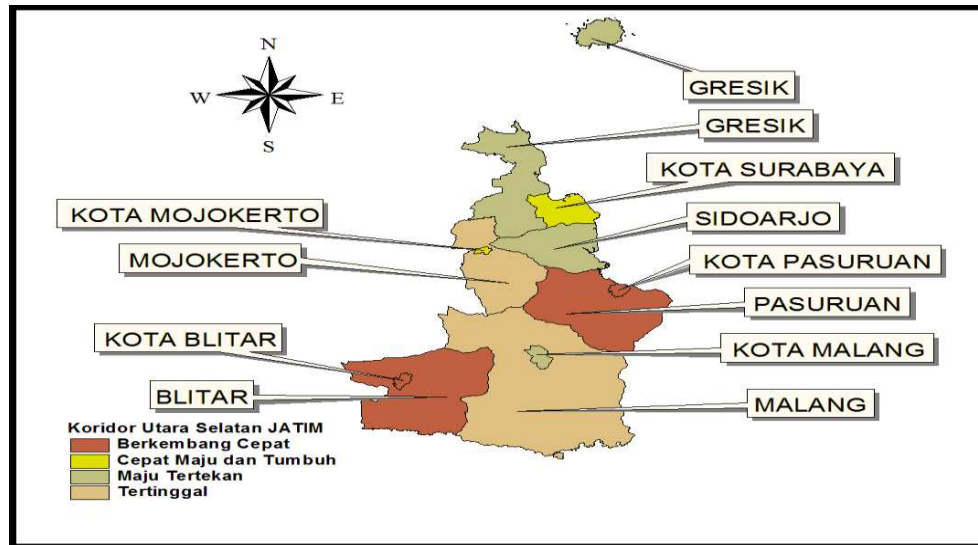 N
W
E
S
GRESIK
GRESIK
KOTA SURABAYA
KOTA MOJOKERTO
SIDOARJO
MOJOKERTO
KOTA PASURUAN
PASURUAN
KOTA BLITAR
KOTA MALANG
BLITAR
MALANG
Koridor Utara Selatan JATIM
Berkembang Cepat
Cepat Maju dan Tumbuh
Maju Tertekan
Tertinggal